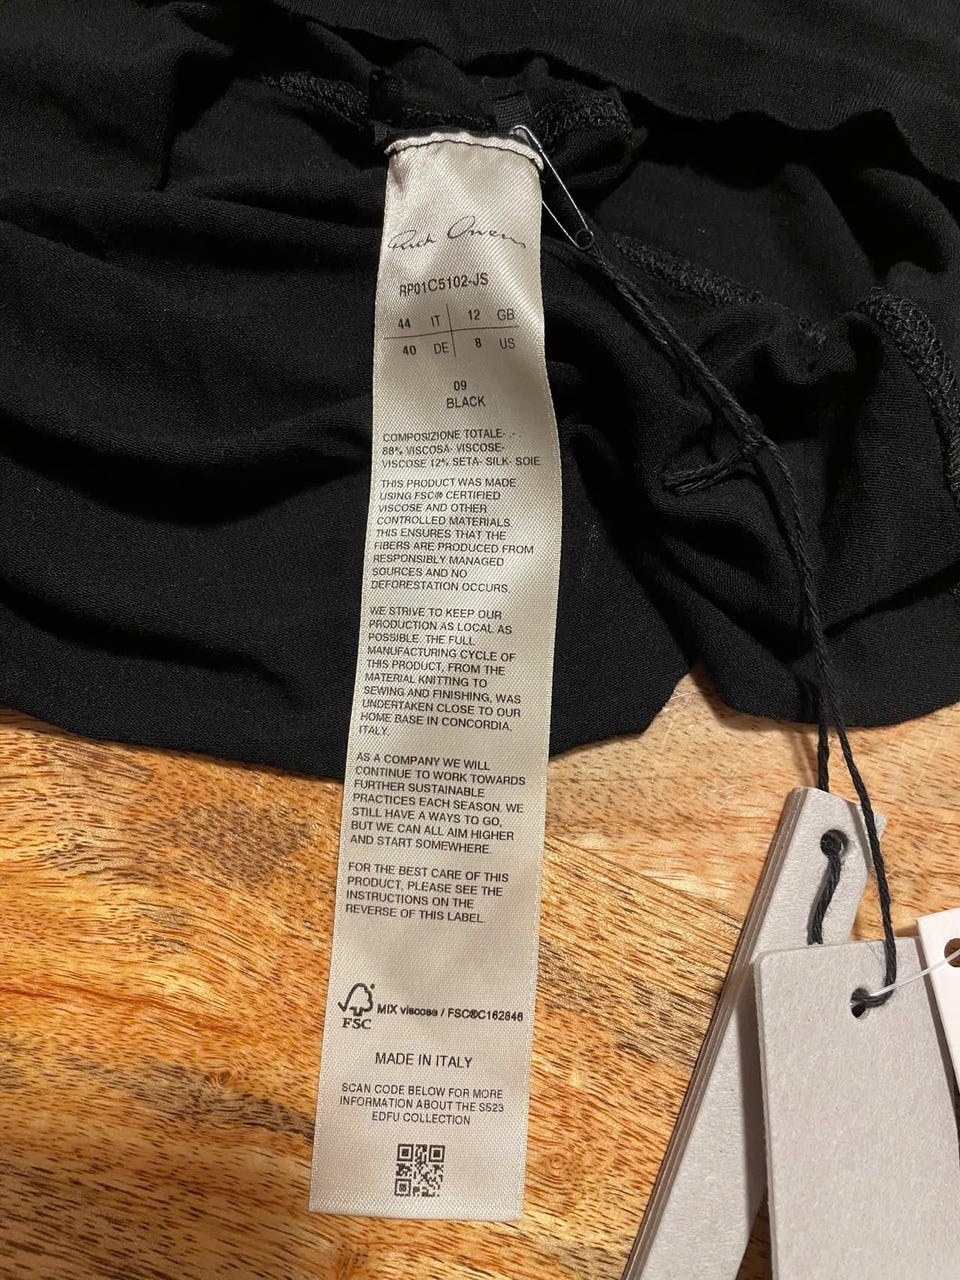 Rick Owens
RP01C5102-JS
44 IT 12 GB
40 DE 8 US
09
BLACK
COMPOSIZIONE TOTALE- .- .
88% VISCOSA- VISCOSE-
VISCOSE 12% SETA- SILK- SOIE
THIS PRODUCT WAS MADE
USING FSC® CERTIFIED
VISCOSE AND OTHER
CONTROLLED MATERIALS.
THIS ENSURES THAT THE
FIBERS ARE PRODUCED FROM
RESPONSIBLY MANAGED
SOURCES AND NO
DEFORESTATION OCCURS.
WE STRIVE TO KEEP OUR
PRODUCTION AS LOCAL AS
POSSIBLE. THE FULL
MANUFACTURING CYCLE OF
THIS PRODUCT, FROM THE
MATERIAL KNITTING TO
SEWING AND FINISHING, WAS
UNDERTAKEN CLOSE TO OUR
HOME BASE IN CONCORDIA,
ITALY.
AS A COMPANY WE WILL
CONTINUE TO WORK TOWARDS
FURTHER SUSTAINABLE
PRACTICES EACH SEASON. WE
STILL HAVE A WAYS TO GO,
BUT WE CAN ALL AIM HIGHER
AND START SOMEWHERE.
FOR THE BEST CARE OF THIS
PRODUCT, PLEASE SEE THE
INSTRUCTIONS ON THE
REVERSE OF THIS LABEL.
FSC MIX viscose / FSC®C162846
MADE IN ITALY
SCAN CODE BELOW FOR MORE
INFORMATION ABOUT THE SS23
EDFU COLLECTION